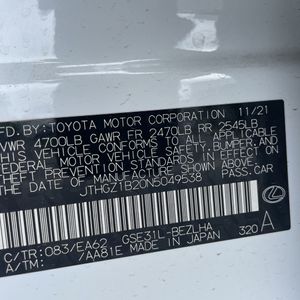 MFD. BY: TOYOTA MOTOR CORPORATION 11/21
GVWR 4700LB GAWR FR 2470LB RR 2545LB
THIS VEHICLE CONFORMS TO ALL APPLICABLE
FEDERAL MOTOR VEHICLE SAFETY, BUMPER, AND
THEFT PREVENTION STANDARDS IN EFFECT ON
THE DATE OF MANUFACTURE SHOWN ABOVE.
JTHGZ1B20N5049538 PASS.CAR
C/TR: 083/EA62 GSE31L-BEZLHA
A/TM: /AA81E MADE IN JAPAN 320 A